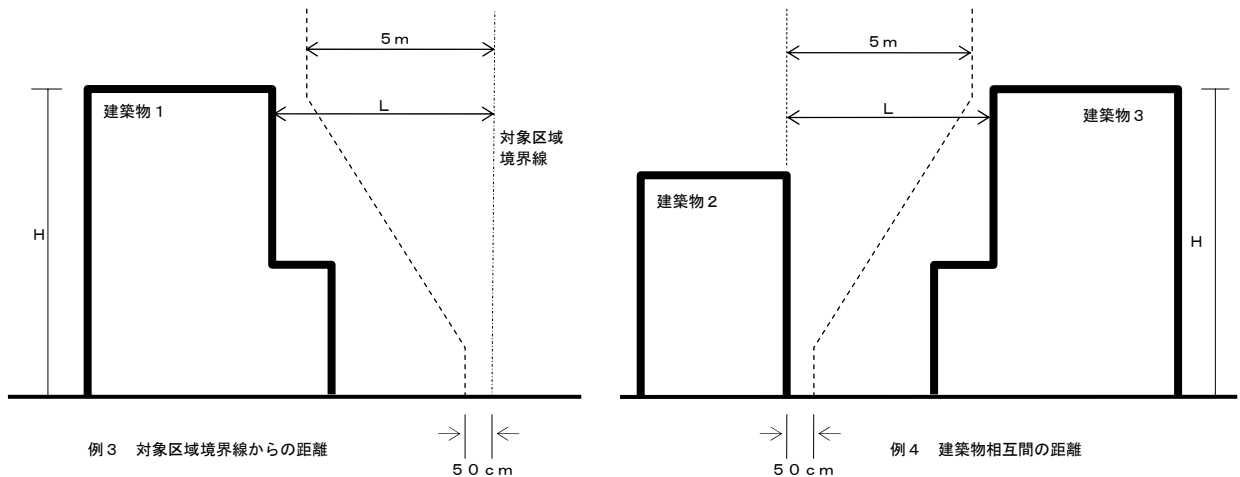 ５ｍ
建築物１
Ｌ
対象区域
境界線
Ｈ
５０ｃｍ
例３　対象区域境界線からの距離
５ｍ
Ｌ
建築物３
建築物２
Ｈ
５０ｃｍ
例４　建築物相互間の距離